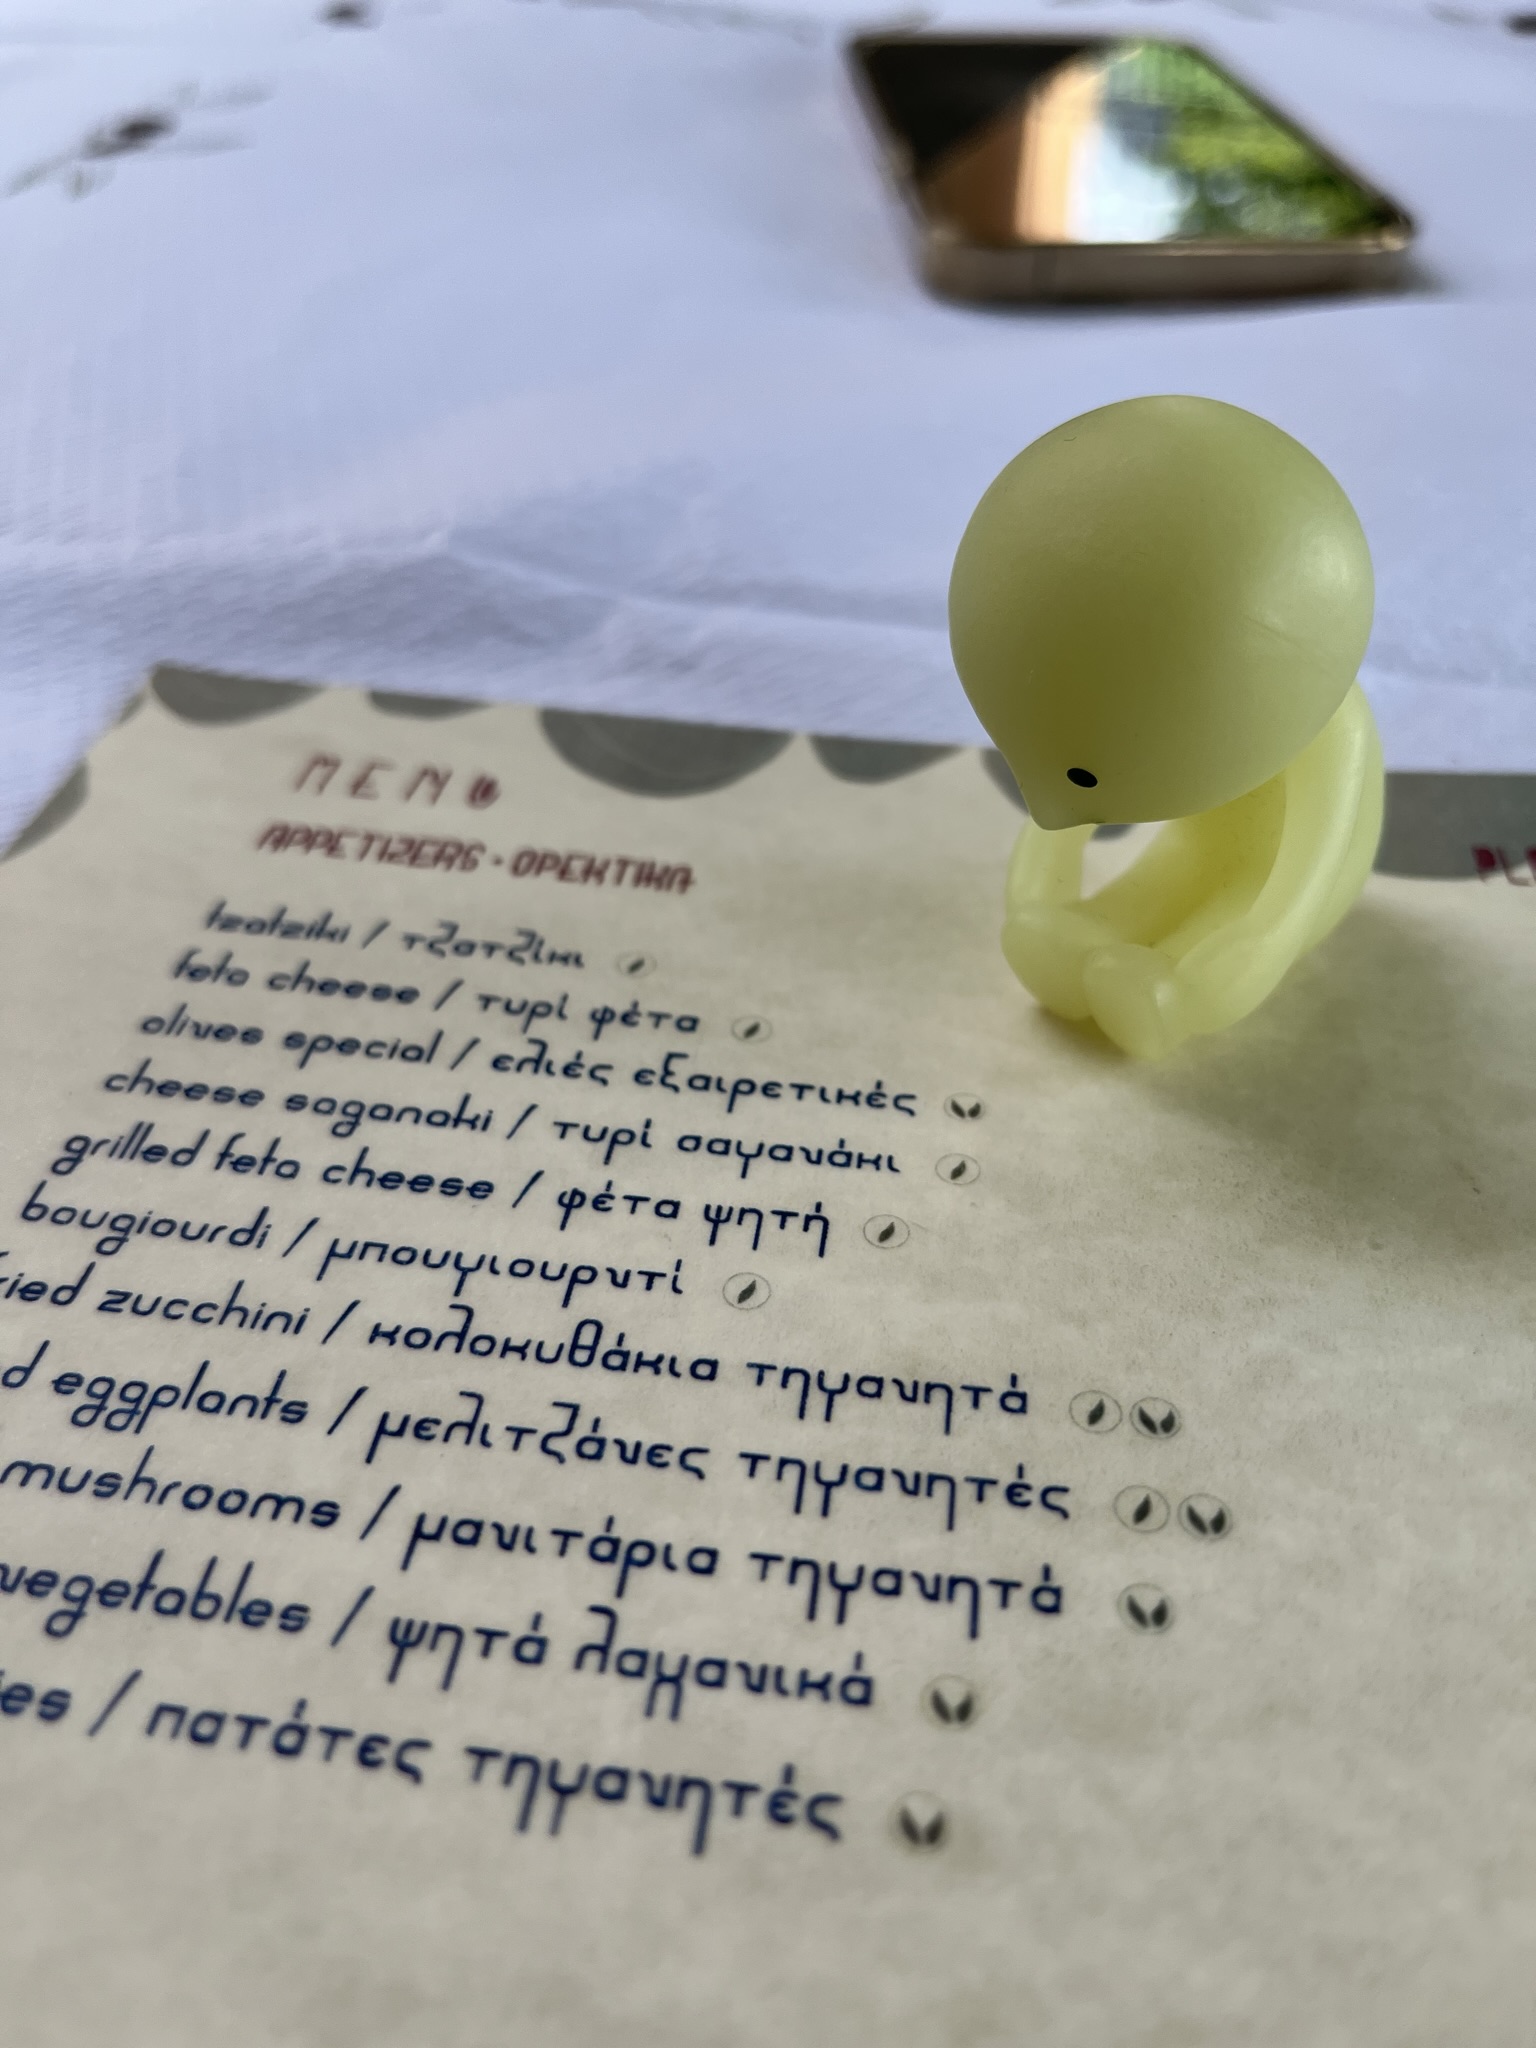 MENU
APPETIZERS • ΟΡΕΚΤΙΚΑ
tzatziki / τζατζίκι
feta cheese / τυρί φέτα
olives special / ελιές εξαιρετικές
cheese saganaki / τυρί σαγανάκι
grilled feta cheese / φέτα ψητή
bougiourdi / μπουγιουρντί
zucchini / κολοκυθάκια τηγανητά
eggplants / μελιτζάνες τηγανητές
mushrooms / μανιτάρια τηγανητά
vegetables / ψητά λαχανικά
/ πατάτες τηγανητές